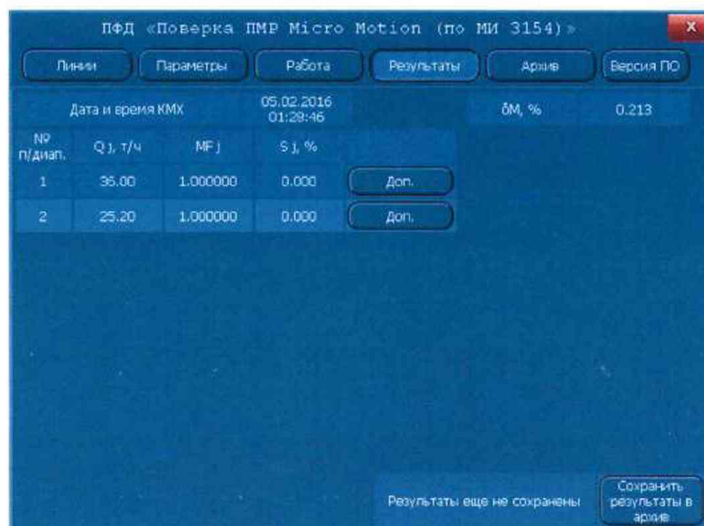 ПФД «Поверка ПМР Micro Motion (по МИ 3154)»
X
Линии Параметры Работа Результаты Архив Версия ПО
Дата и время КМХ 05.02.2016 01:29:46 δM, % 0.213
№ п/диап. Q j, т/ч MF j S j, %
1 36.00 1.000000 0.000 Доп.
2 25.20 1.000000 0.000 Доп.
Результаты еще не сохранены
Сохранить
результаты в
архив